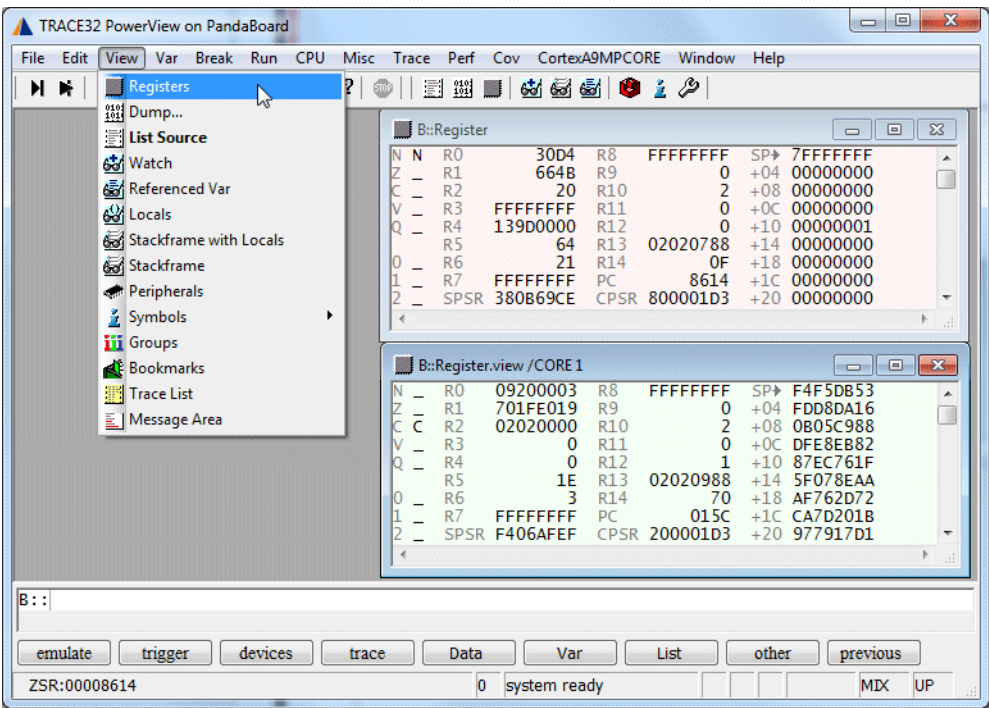 TRACE32 PowerView on PandaBoard
File Edit View Var Break Run CPU Misc Trace Perf Cov CortexA9MPCORE Window Help
Registers
Dump...
List Source
Watch
Referenced Var
Locals
Stackframe with Locals
Stackframe
Peripherals
Symbols
Groups
Bookmarks
Trace List
Message Area
STOP
B::Register
N N R0 30D4 R8 FFFFFFFF SP 7FFFFFFF
Z _ R1 664B R9 0 +04 00000000
C _ R2 20 R10 2 +08 00000000
V _ R3 FFFFFFFF R11 0 +0C 00000000
Q _ R4 139D0000 R12 0 +10 00000001
R5 64 R13 02020788 +14 00000000
0 _ R6 21 R14 0F +18 00000000
1 _ R7 FFFFFFFF PC 8614 +1C 00000000
2 _ SPSR 380B69CE CPSR 800001D3 +20 00000000
B::Register.view /CORE 1
N _ R0 09200003 R8 FFFFFFFF SP F4F5DB53
Z _ R1 701FE019 R9 0 +04 FDD8DA16
C C R2 02020000 R10 2 +08 0B05C988
V _ R3 0 R11 0 +0C DFE8EB82
Q _ R4 0 R12 1 +10 87EC761F
R5 1E R13 02020988 +14 5F078EAA
0 _ R6 3 R14 70 +18 AF762D72
1 _ R7 FFFFFFFF PC 015C +1C CA7D201B
2 _ SPSR F406AFEF CPSR 200001D3 +20 977917D1
B::
emulate trigger devices trace Data Var List other previous
ZSR:00008614 0 system ready MIX UP